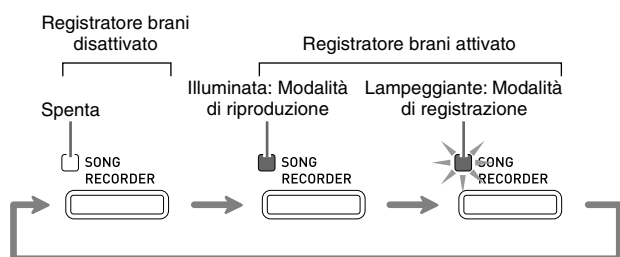 Registratore brani
disattivato
Registratore brani attivato
Spenta
Illuminata: Modalità
di riproduzione
Lampeggiante: Modalità
di registrazione
SONG
RECORDER
SONG
RECORDER
SONG
RECORDER